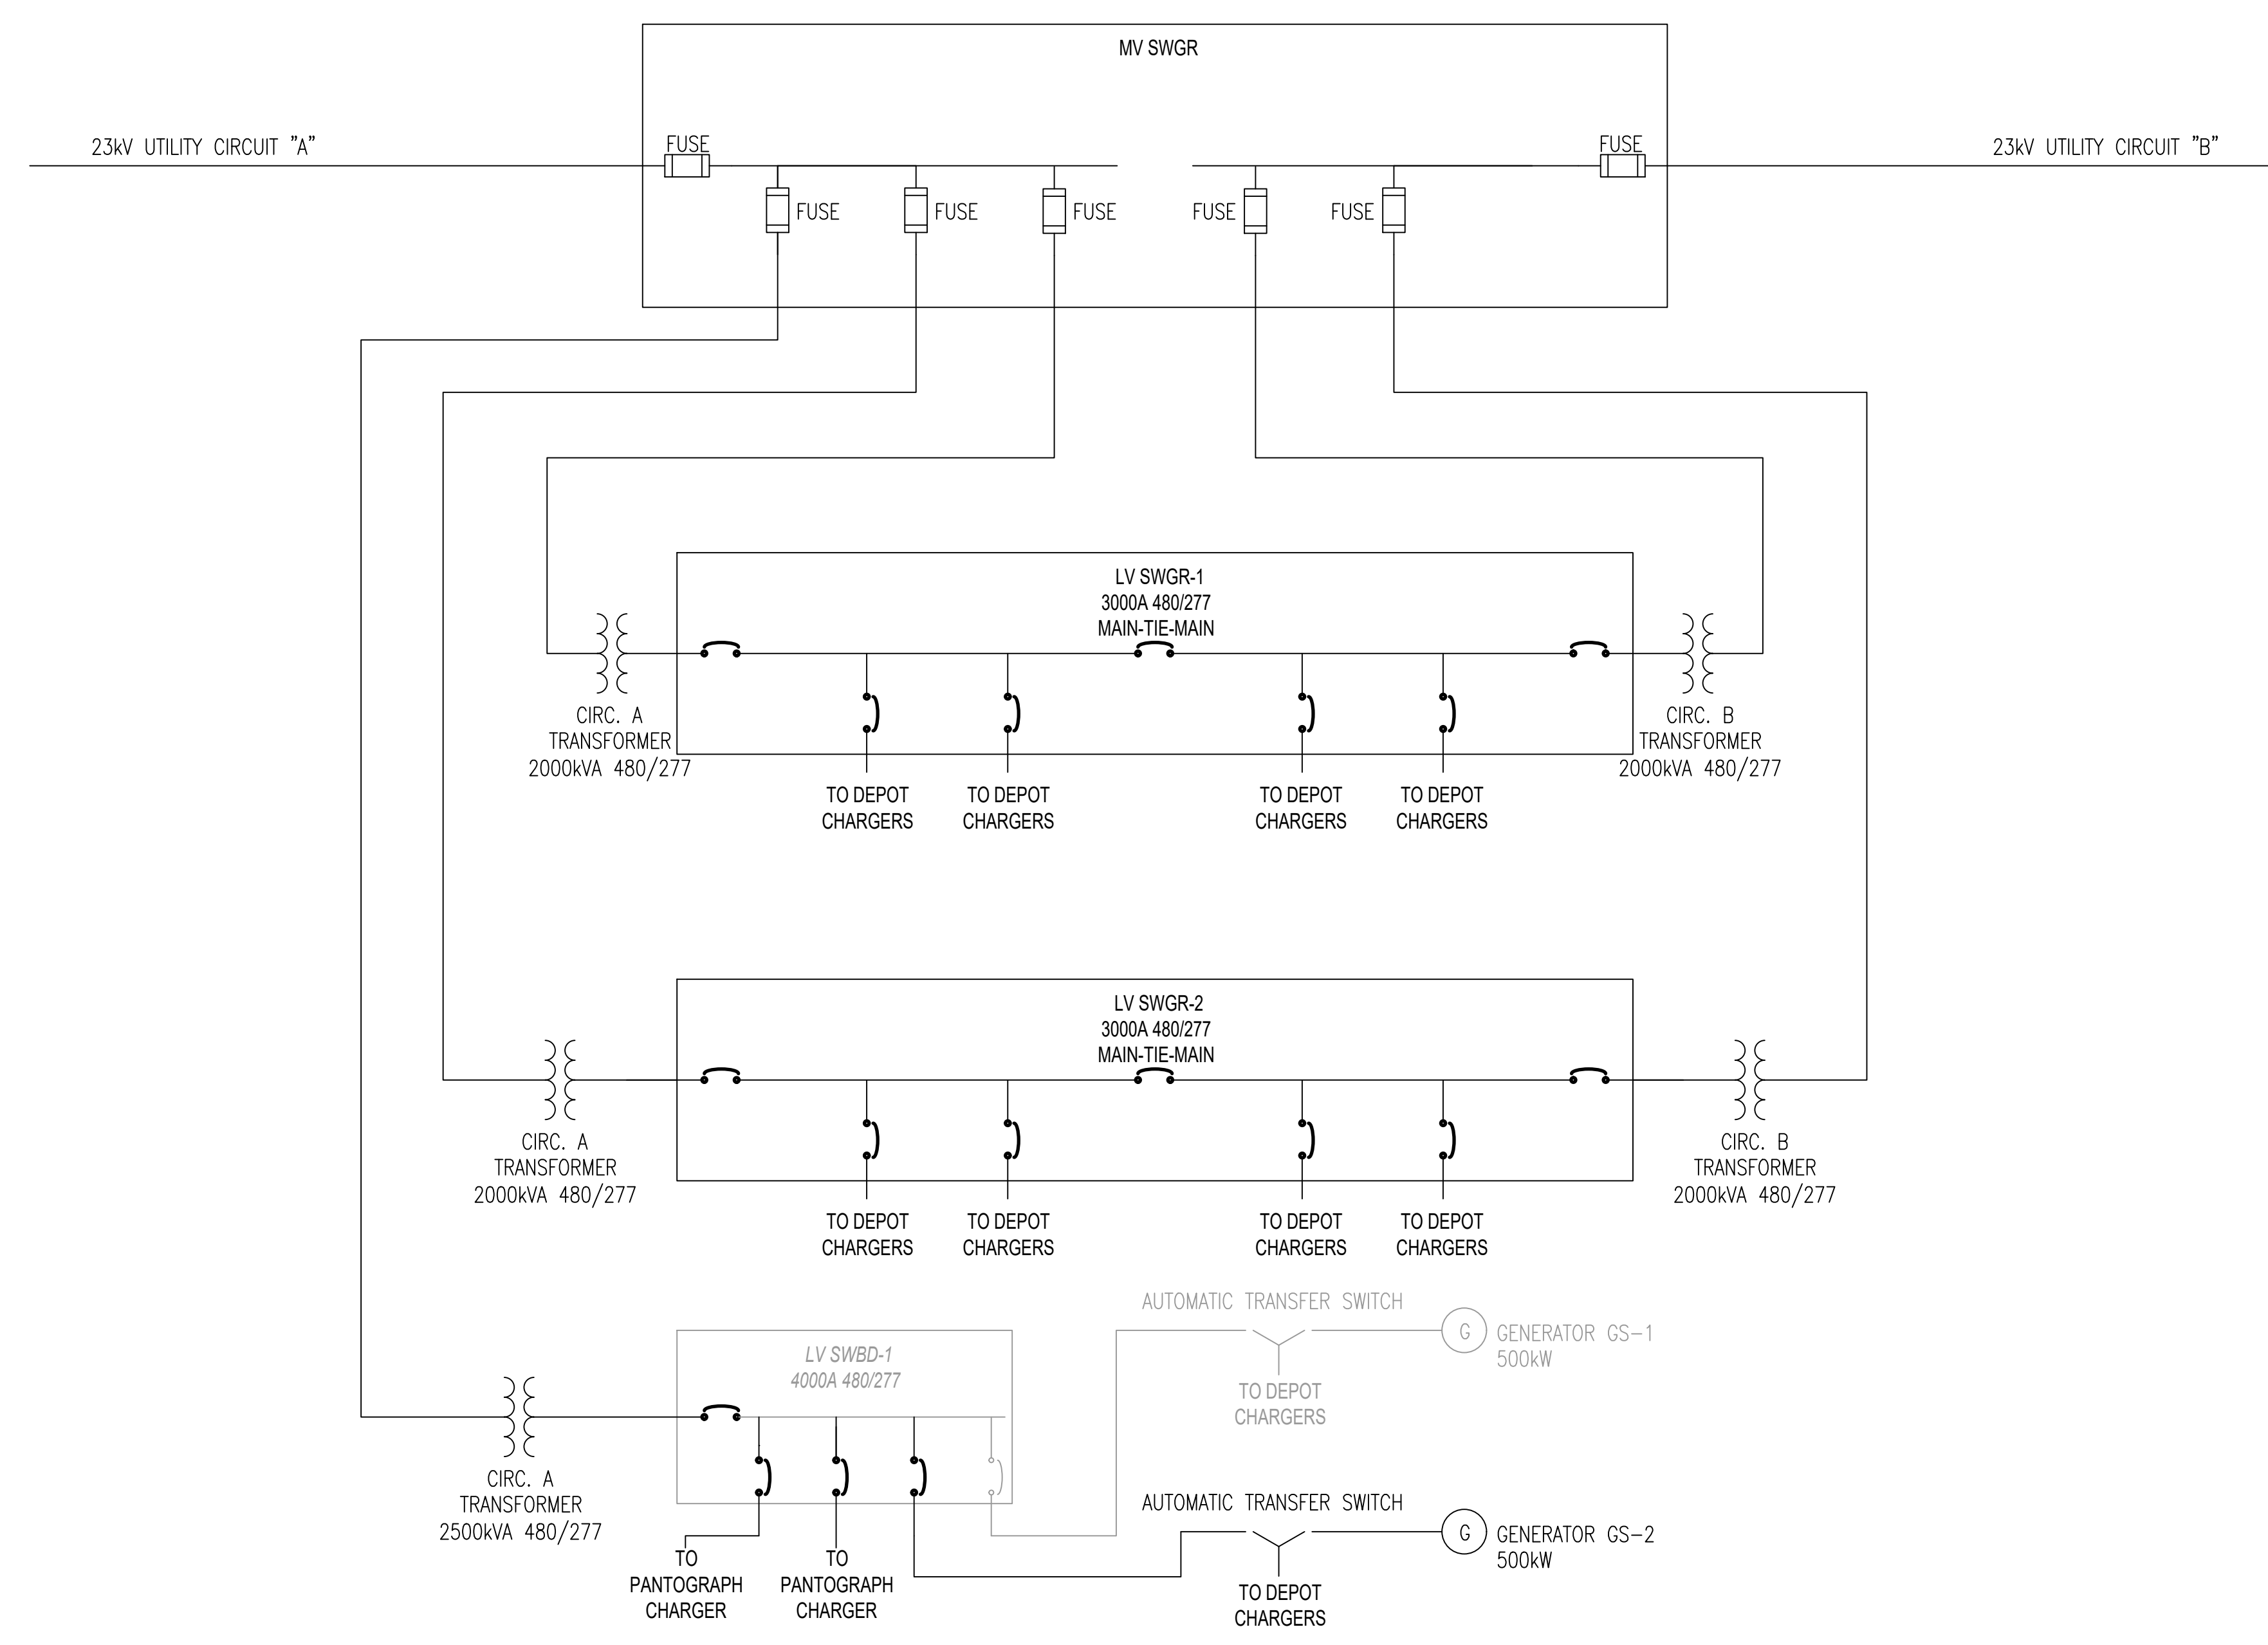 MV SWGR
23kV UTILITY CIRCUIT "A"
FUSE
FUSE
23kV UTILITY CIRCUIT "B"
FUSE
FUSE
FUSE
FUSE
FUSE
LV SWGR-1
3000A 480/277
MAIN-TIE-MAIN
CIRC. A
TRANSFORMER
2000kVA 480/277
CIRC. B
TRANSFORMER
2000kVA 480/277
TO DEPOT
CHARGERS
TO DEPOT
CHARGERS
TO DEPOT
CHARGERS
TO DEPOT
CHARGERS
LV SWGR-2
3000A 480/277
MAIN-TIE-MAIN
CIRC. A
TRANSFORMER
2000kVA 480/277
CIRC. B
TRANSFORMER
2000kVA 480/277
TO DEPOT
CHARGERS
TO DEPOT
CHARGERS
TO DEPOT
CHARGERS
TO DEPOT
CHARGERS
AUTOMATIC TRANSFER SWITCH
G
GENERATOR GS-1
500kW
TO DEPOT
CHARGERS
LV SWBD-1
4000A 480/277
CIRC. A
TRANSFORMER
2500kVA 480/277
AUTOMATIC TRANSFER SWITCH
G
GENERATOR GS-2
500kW
TO
PANTOGRAPH
CHARGER
TO
PANTOGRAPH
CHARGER
TO DEPOT
CHARGERS